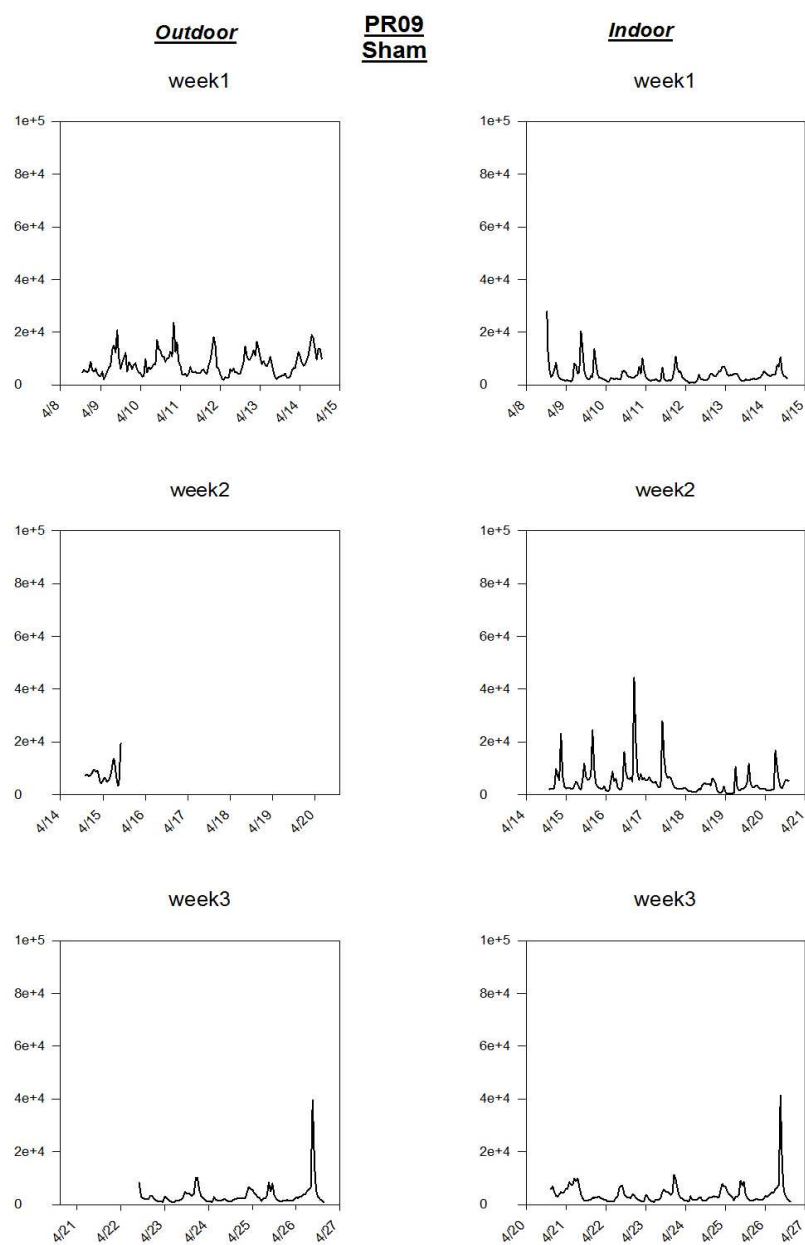 Outdoor
PR09
Sham
Indoor
week1
1e+5
8e+4
6e+4
4e+4
2e+4
0
4/8
4/9
4/10
4/11
4/12
4/13
4/14
4/15
week1
1e+5
8e+4
6e+4
4e+4
2e+4
0
4/8
4/9
4/10
4/11
4/12
4/13
4/14
4/15
week2
1e+5
8e+4
6e+4
4e+4
2e+4
0
4/14
4/15
4/16
4/17
4/18
4/19
4/20
week2
1e+5
8e+4
6e+4
4e+4
2e+4
0
4/14
4/15
4/16
4/17
4/18
4/19
4/20
4/21
week3
1e+5
8e+4
6e+4
4e+4
2e+4
0
4/21
4/22
4/23
4/24
4/25
4/26
4/27
week3
1e+5
8e+4
6e+4
4e+4
2e+4
0
4/20
4/21
4/22
4/23
4/24
4/25
4/26
4/27